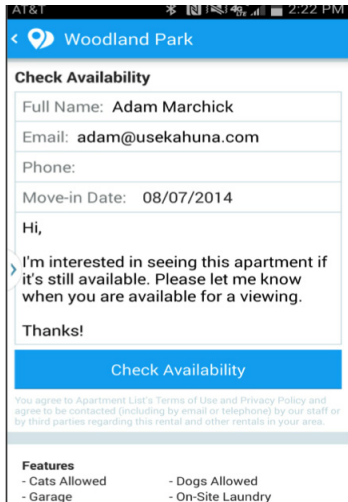 AT&T 4G LTE 2:22 PM
Woodland Park
Check Availability
Full Name: Adam Marchick
Email: adam@usekahuna.com
Phone:
Move-in Date: 08/07/2014
Hi,
I'm interested in seeing this apartment if
it's still available. Please let me know
when you are available for a viewing.
Thanks!
Check Availability
You agree to Apartment List's Terms of Use and Privacy Policy and
agree to be contacted (including by email or telephone) by our staff or
by third parties regarding this rental and other rentals in your area.
Features
- Cats Allowed - Dogs Allowed
- Garage - On-Site Laundry